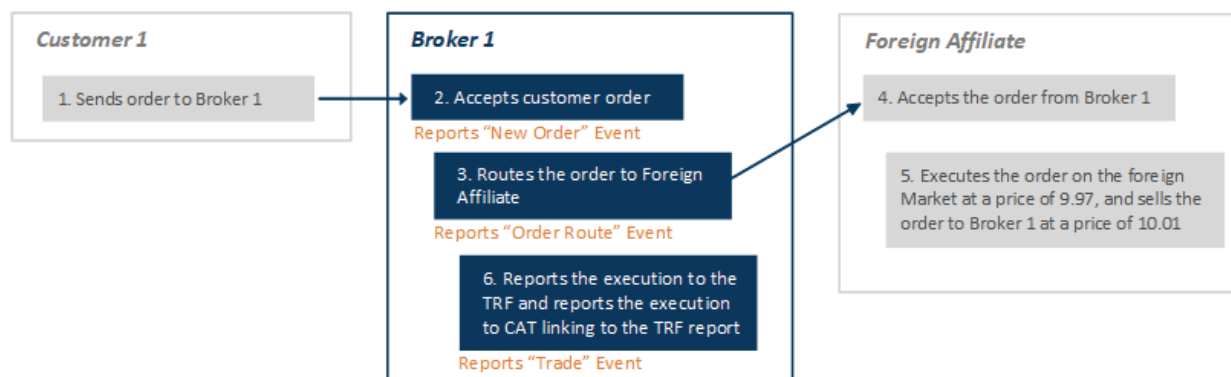 Customer 1
1. Sends order to Broker 1
Broker 1
2. Accepts customer order
Reports “New Order” Event
3. Routes the order to Foreign
Affiliate
Reports “Order Route” Event
6. Reports the execution to the
TRF and reports the execution
to CAT linking to the TRF report
Reports “Trade” Event
Foreign Affiliate
4. Accepts the order from Broker 1
5. Executes the order on the foreign
Market at a price of 9.97, and sells the
order to Broker 1 at a price of 10.01